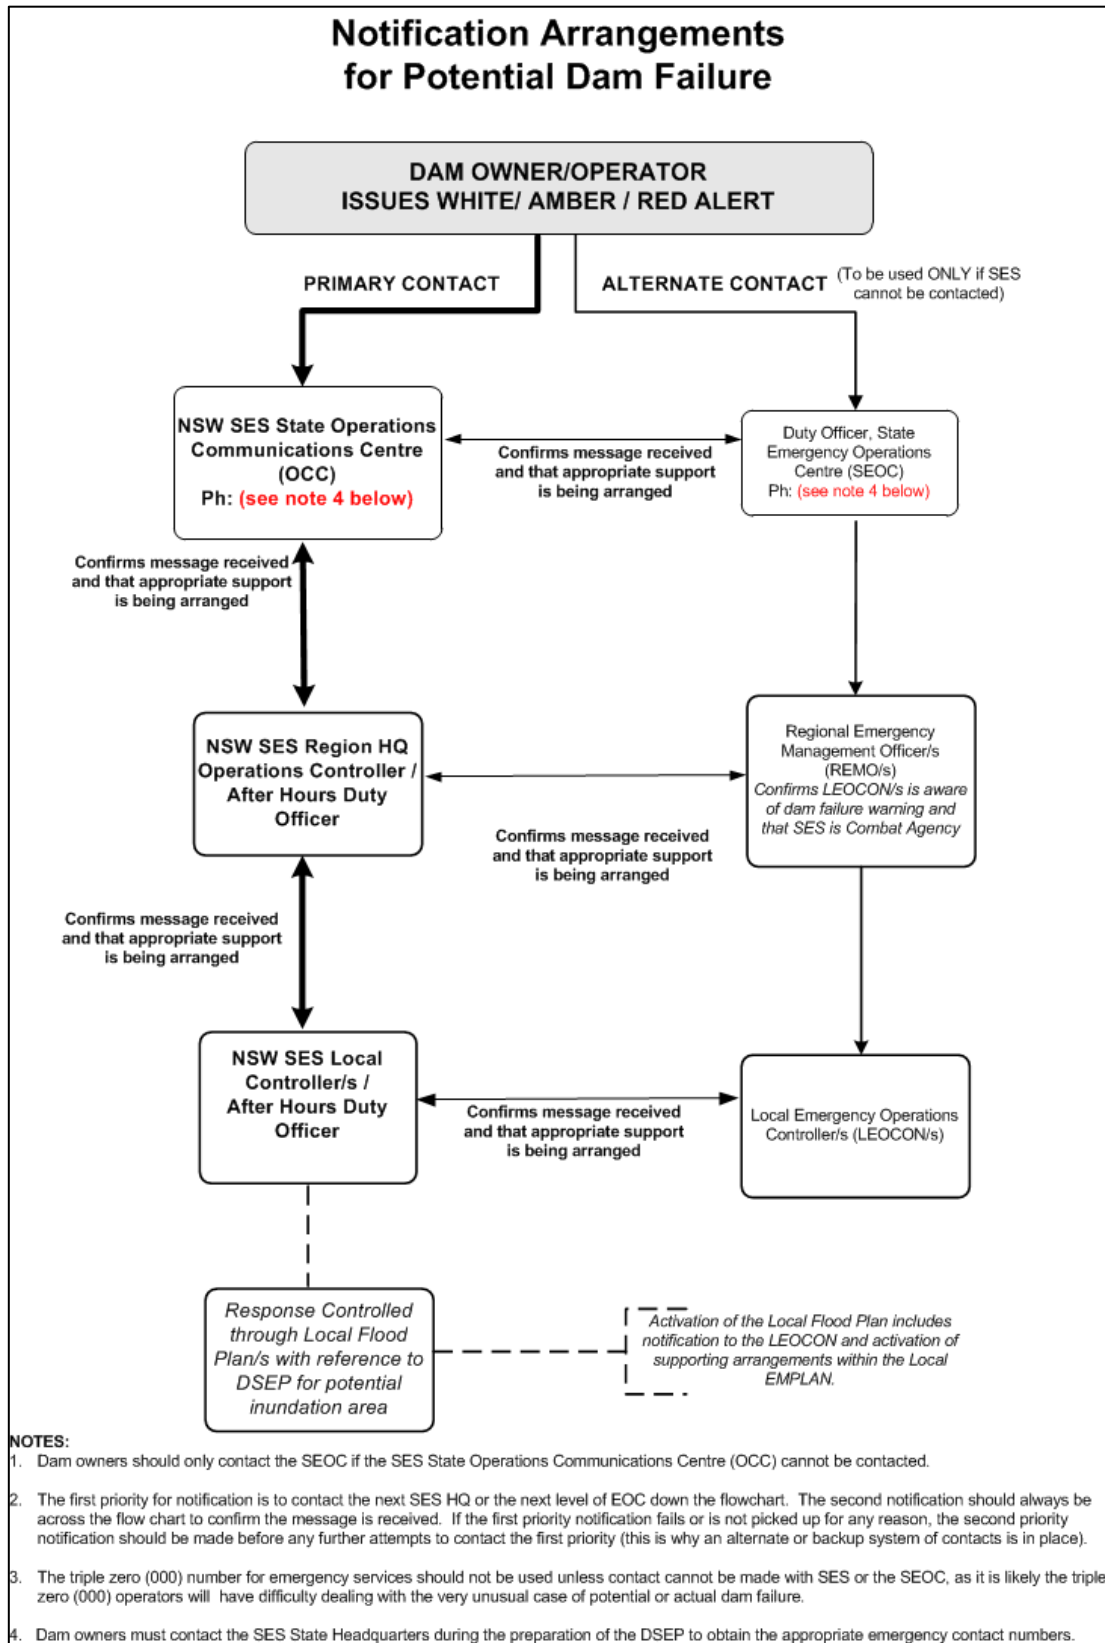 Notification Arrangements
for Potential Dam Failure
DAM OWNER/OPERATOR
ISSUES WHITE/ AMBER / RED ALERT
PRIMARY CONTACT
ALTERNATE CONTACT
(To be used ONLY if SES
cannot be contacted)
NSW SES State Operations
Communications Centre
(OCC)
Ph: (see note 4 below)
Confirms message received
and that appropriate support
is being arranged
Duty Officer, State
Emergency Operations
Centre (SEOC)
Ph: (see note 4 below)
Confirms message received
and that appropriate support
is being arranged
NSW SES Region HQ
Operations Controller /
After Hours Duty
Officer
Confirms message received
and that appropriate support
is being arranged
Regional Emergency
Management Officer/s
(REMO/s)
Confirms LEOCON/s is aware
of dam failure warning and
that SES is Combat Agency
Confirms message received
and that appropriate support
is being arranged
NSW SES Local
Controller/s /
After Hours Duty
Officer
Confirms message received
and that appropriate support
is being arranged
Local Emergency Operations
Controller/s (LEOCON/s)
Response Controlled
through Local Flood
Plan/s with reference to
DSEP for potential
inundation area
Activation of the Local Flood Plan includes
notification to the LEOCON and activation of
supporting arrangements within the Local
EMPLAN.
NOTES:
1. Dam owners should only contact the SEOC if the SES State Operations Communications Centre (OCC) cannot be contacted.
2. The first priority for notification is to contact the next SES HQ or the next level of EOC down the flowchart. The second notification should always be
across the flow chart to confirm the message is received. If the first priority notification fails or is not picked up for any reason, the second priority
notification should be made before any further attempts to contact the first priority (this is why an alternate or backup system of contacts is in place).
3. The triple zero (000) number for emergency services should not be used unless contact cannot be made with SES or the SEOC, as it is likely the triple
zero (000) operators will have difficulty dealing with the very unusual case of potential or actual dam failure.
4. Dam owners must contact the SES State Headquarters during the preparation of the DSEP to obtain the appropriate emergency contact numbers.